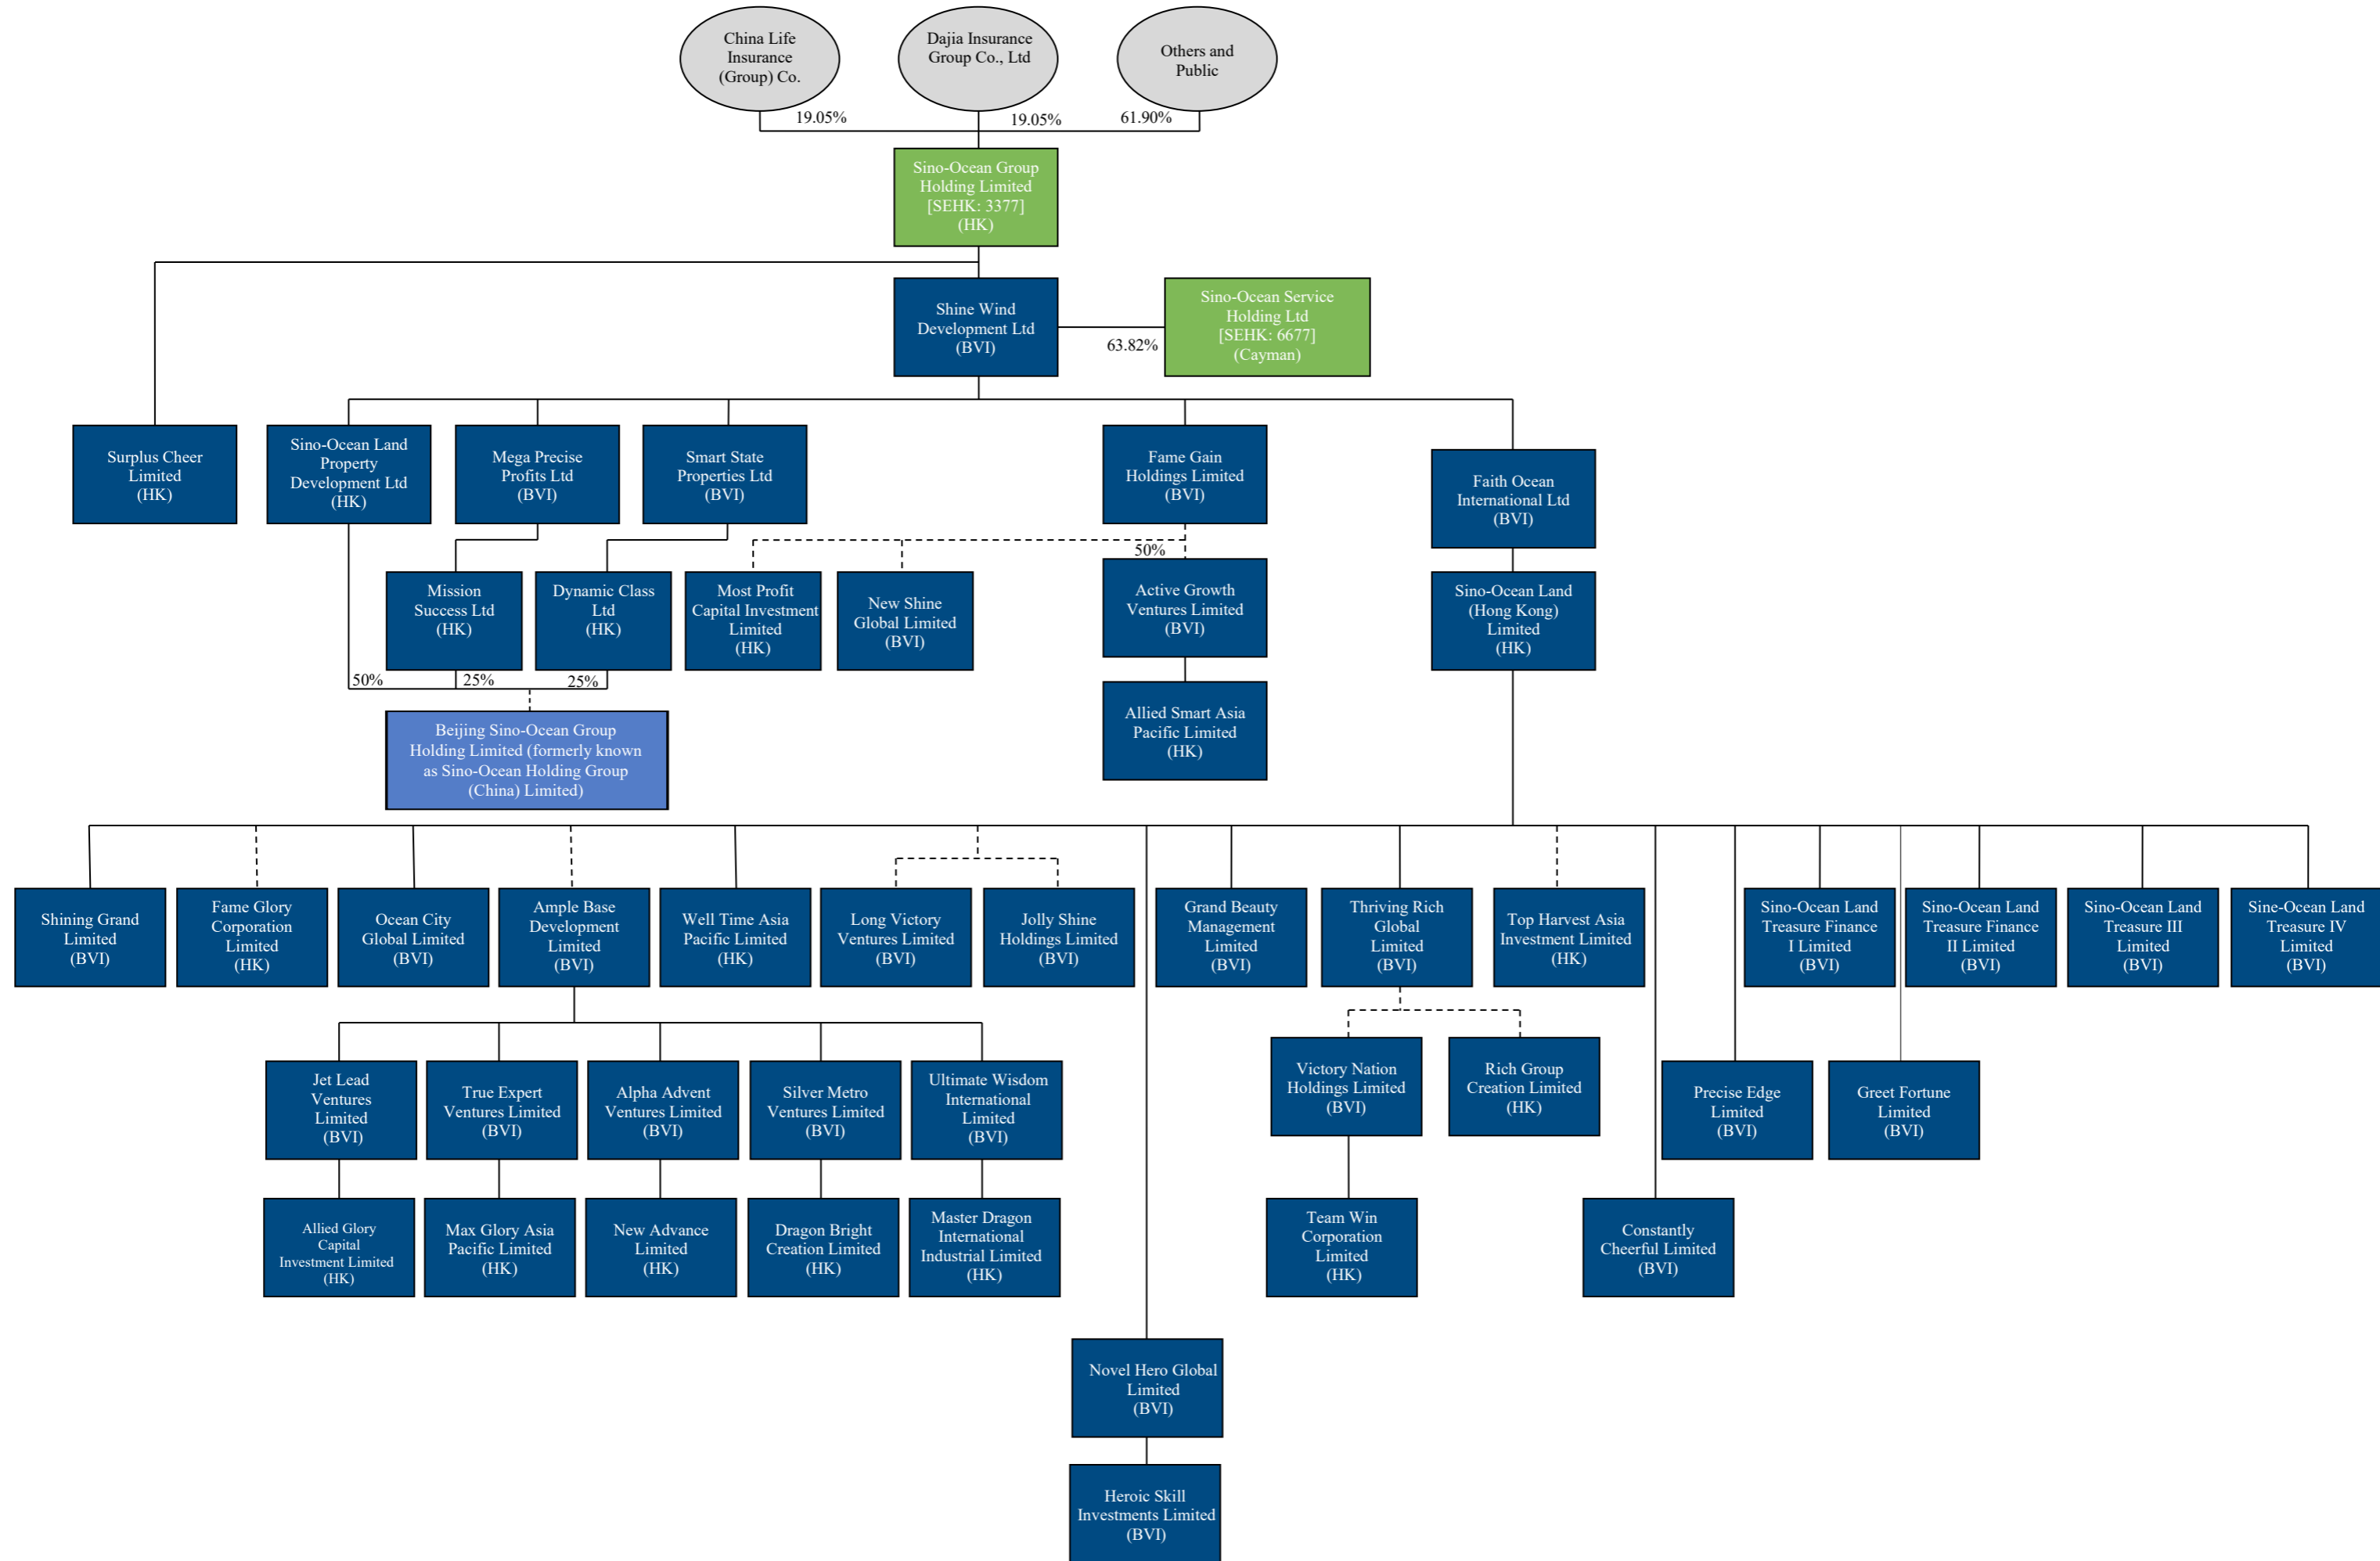 China Life
Insurance
(Group) Co.
Dajia Insurance
Group Co., Ltd
Others and
Public
19.05%
19.05%
61.90%
Sino-Ocean Group
Holding Limited
[SEHK: 3377]
(HK)
Shine Wind
Development Ltd
(BVI)
63.82%
Sino-Ocean Service
Holding Ltd
[SEHK: 6677]
(Cayman)
Surplus Cheer
Limited
(HK)
Sino-Ocean Land
Property
Development Ltd
(HK)
Mega Precise
Profits Ltd
(BVI)
Smart State
Properties Ltd
(BVI)
Fame Gain
Holdings Limited
(BVI)
Faith Ocean
International Ltd
(BVI)
50%
Mission
Success Ltd
(HK)
Dynamic Class
Ltd
(HK)
Most Profit
Capital Investment
Limited
(HK)
New Shine
Global Limited
(BVI)
Active Growth
Ventures Limited
(BVI)
Sino-Ocean Land
(Hong Kong)
Limited
(HK)
50%
25%
25%
Beijing Sino-Ocean Group
Holding Limited (formerly known
as Sino-Ocean Holding Group
(China) Limited)
Allied Smart Asia
Pacific Limited
(HK)
Shining Grand
Limited
(BVI)
Fame Glory
Corporation
Limited
(HK)
Ocean City
Global Limited
(BVI)
Ample Base
Development
Limited
(BVI)
Well Time Asia
Pacific Limited
(HK)
Long Victory
Ventures Limited
(BVI)
Jolly Shine
Holdings Limited
(BVI)
Grand Beauty
Management
Limited
(BVI)
Thriving Rich
Global
Limited
(BVI)
Top Harvest Asia
Investment Limited
(HK)
Sino-Ocean Land
Treasure Finance
I Limited
(BVI)
Sino-Ocean Land
Treasure Finance
II Limited
(BVI)
Sino-Ocean Land
Treasure III
Limited
(BVI)
Sine-Ocean Land
Treasure IV
Limited
(BVI)
Jet Lead
Ventures
Limited
(BVI)
True Expert
Ventures Limited
(BVI)
Alpha Advent
Ventures Limited
(BVI)
Silver Metro
Ventures Limited
(BVI)
Ultimate Wisdom
International
Limited
(BVI)
Victory Nation
Holdings Limited
(BVI)
Rich Group
Creation Limited
(HK)
Precise Edge
Limited
(BVI)
Greet Fortune
Limited
(BVI)
Allied Glory
Capital
Investment Limited
(HK)
Max Glory Asia
Pacific Limited
(HK)
New Advance
Limited
(HK)
Dragon Bright
Creation Limited
(HK)
Master Dragon
International
Industrial Limited
(HK)
Team Win
Corporation
Limited
(HK)
Constantly
Cheerful Limited
(BVI)
Novel Hero Global
Limited
(BVI)
Heroic Skill
Investments Limited
(BVI)